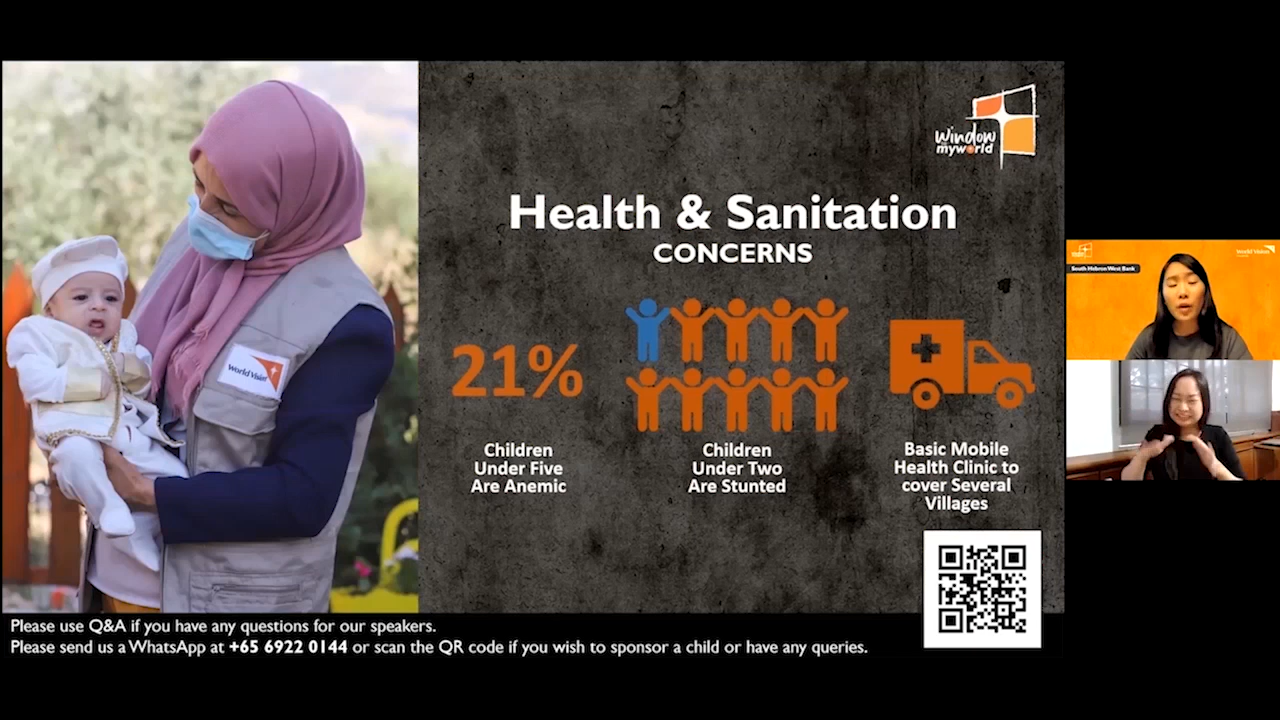 Window
myworld
Health & Sanitation
CONCERNS
21%
Children
Under Five
Are Anemic
Children
Under Two
Are Stunted
Basic Mobile
Health Clinic to
cover Several
Villages
World Vision
South Hebron West Bank
World Vision
Please use Q&A if you have any questions for our speakers.
Please send us a WhatsApp at +65 6922 0144 or scan the QR code if you wish to sponsor a child or have any queries.